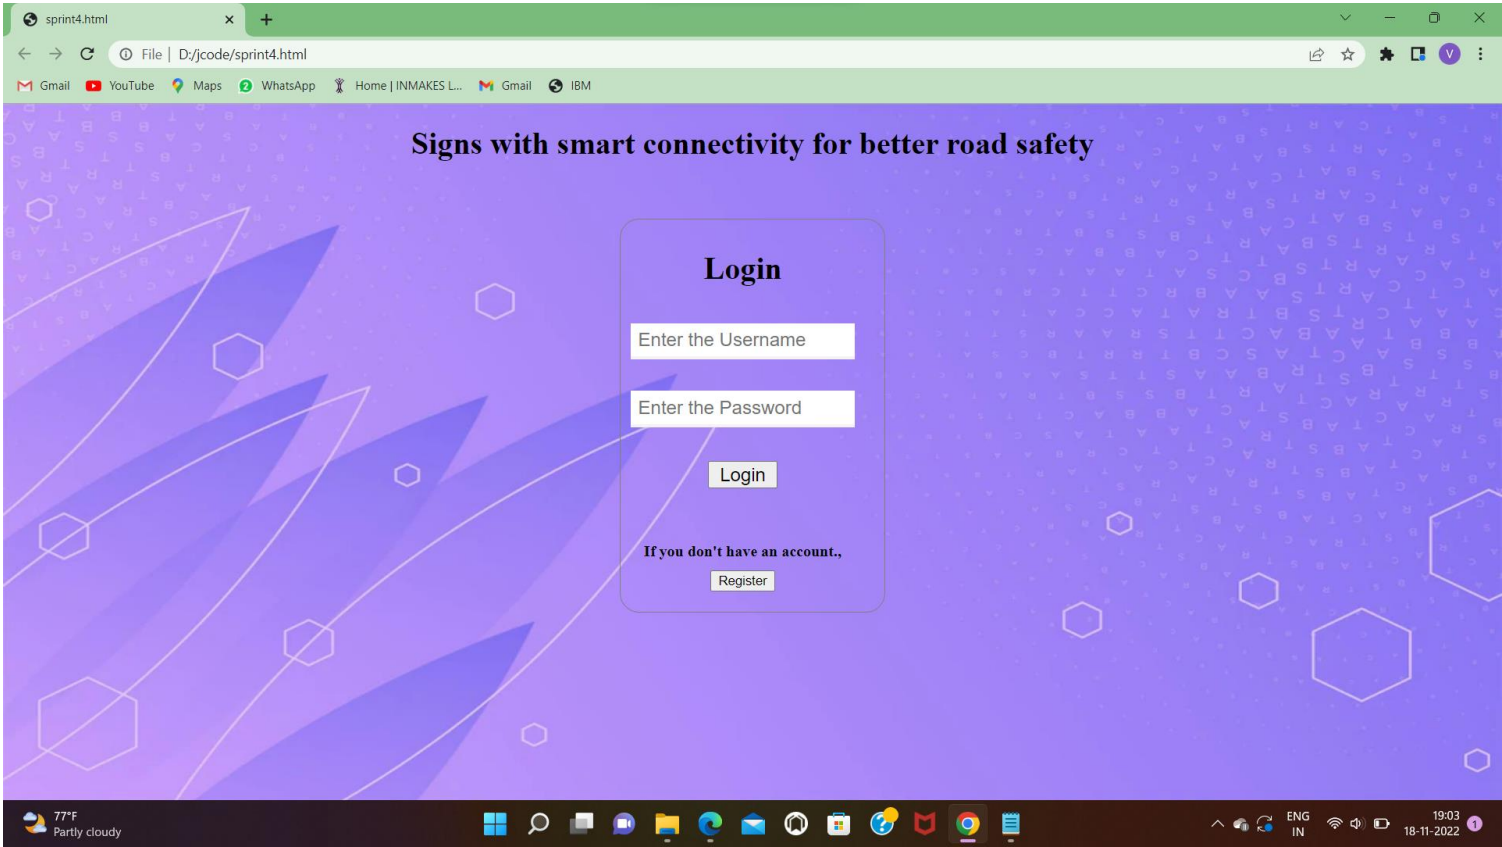 sprint4.html
File | D:/jcode/sprint4.html
V
Gmail YouTube Maps 2 WhatsApp Home | INMAKES L... Gmail IBM
Signs with smart connectivity for better road safety
Login
Enter the Username
Enter the Password
Login
If you don't have an account.,
Register
77°F
Partly cloudy
ENG
IN
19:03
18-11-2022
1